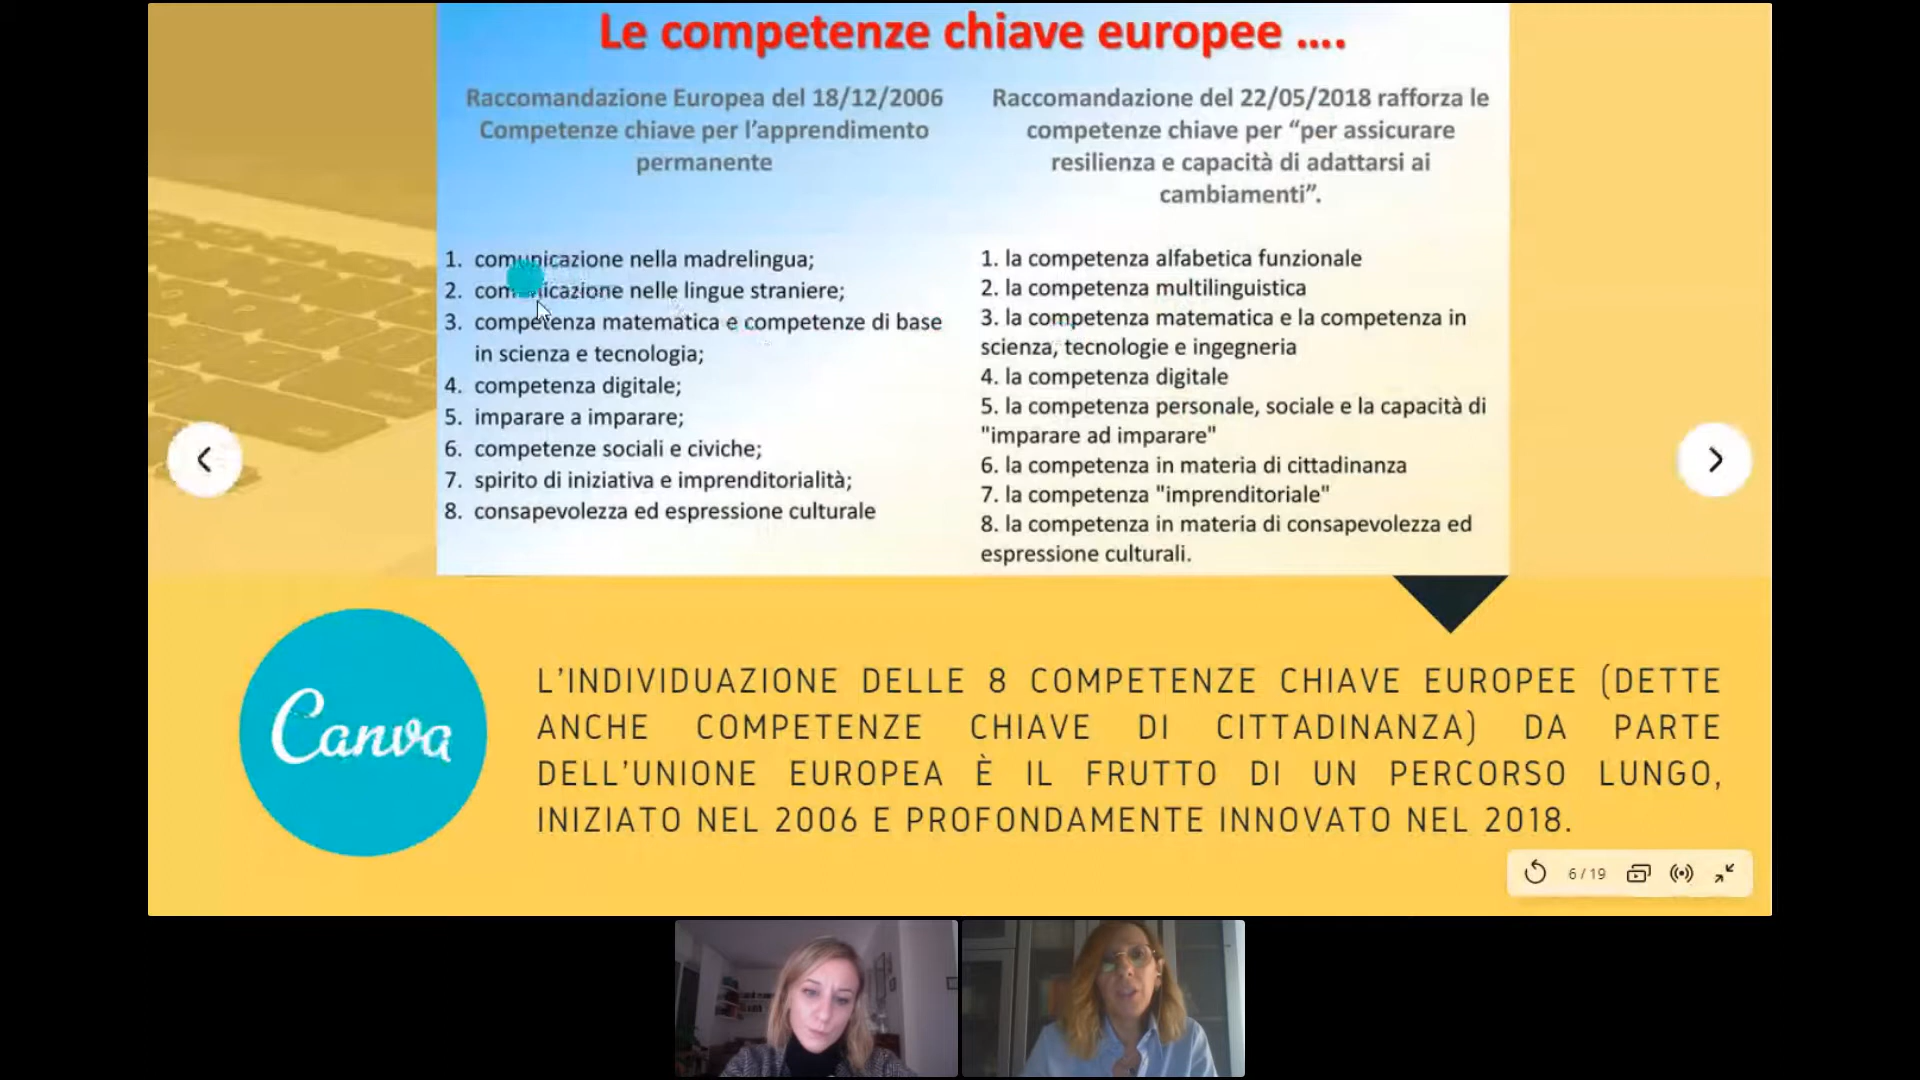 Le competenze chiave europee ....
Raccomandazione Europea del 18/12/2006
Competenze chiave per l'apprendimento
permanente
1. comunicazione nella madrelingua;
2. comunicazione nelle lingue straniere;
3. competenza matematica e competenze di base
in scienza e tecnologia;
4. competenza digitale;
5. imparare a imparare;
6. competenze sociali e civiche;
7. spirito di iniziativa e imprenditorialità;
8. consapevolezza ed espressione culturale
Raccomandazione del 22/05/2018 rafforza le
competenze chiave per “per assicurare
resilienza e capacità di adattarsi ai
cambiamenti”.
1. la competenza alfabetica funzionale
2. la competenza multilinguistica
3. la competenza matematica e la competenza in
scienza, tecnologie e ingegneria
4. la competenza digitale
5. la competenza personale, sociale e la capacità di
"imparare ad imparare"
6. la competenza in materia di cittadinanza
7. la competenza "imprenditoriale"
8. la competenza in materia di consapevolezza ed
espressione culturali.
Canva
L'INDIVIDUAZIONE DELLE 8 COMPETENZE CHIAVE EUROPEE (DETTE
ANCHE COMPETENZE CHIAVE DI CITTADINANZA) DA PARTE
DELL'UNIONE EUROPEA È IL FRUTTO DI UN PERCORSO LUNGO,
INIZIATO NEL 2006 E PROFONDAMENTE INNOVATO NEL 2018.
6 / 19